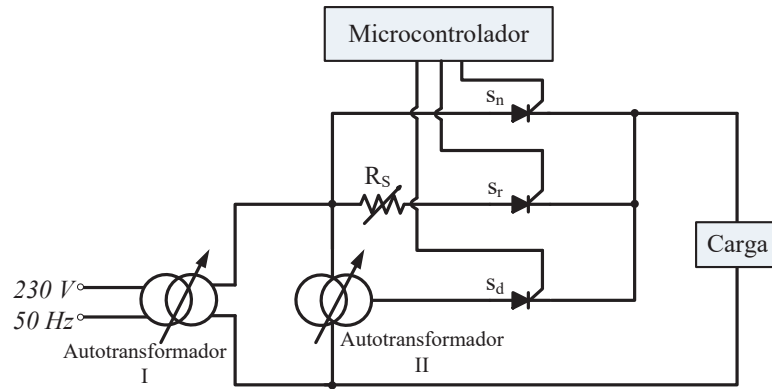 Microcontrolador
sn
RS
sr
Carga
sd
230 V
50 Hz
Autotransformador
I
Autotransformador
II